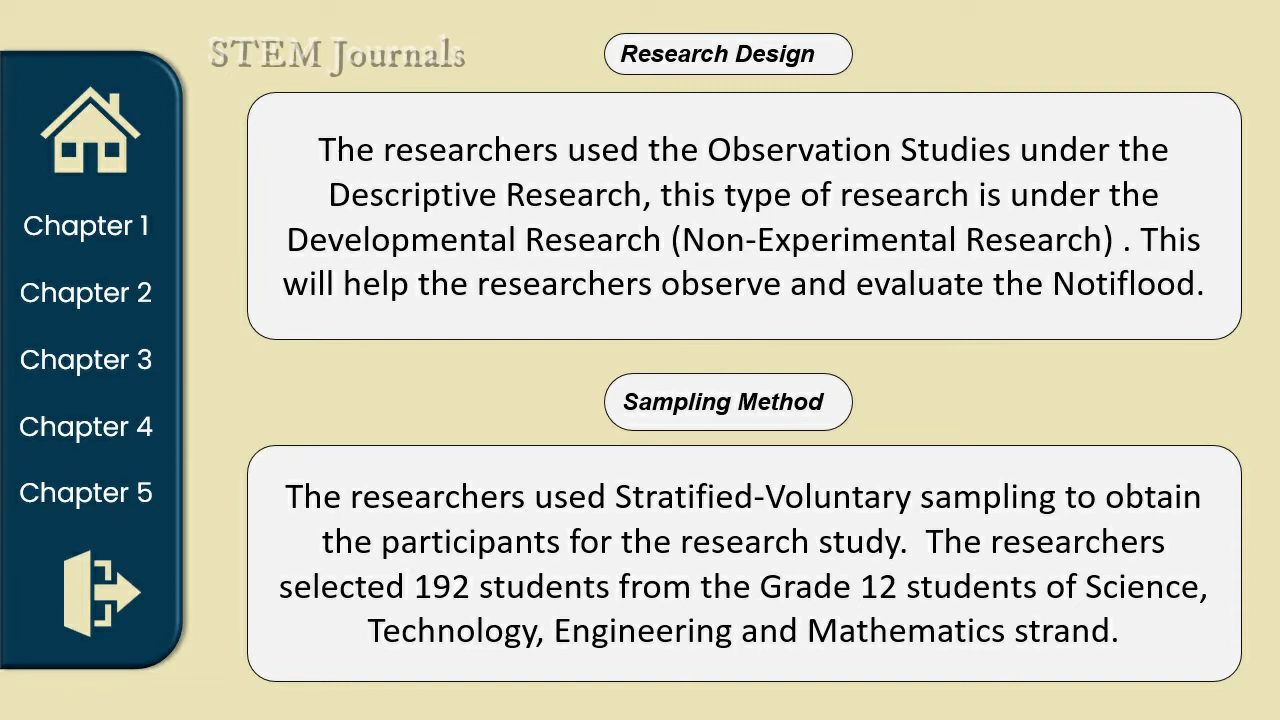 STEM Journals
Research Design
The researchers used the Observation Studies under the
Descriptive Research, this type of research is under the
Developmental Research (Non-Experimental Research) . This
will help the researchers observe and evaluate the Notiflood.
Chapter 1
Chapter 2
Chapter 3
Chapter 4
Chapter 5
Sampling Method
The researchers used Stratified-Voluntary sampling to obtain
the participants for the research study.  The researchers
selected 192 students from the Grade 12 students of Science,
Technology, Engineering and Mathematics strand.